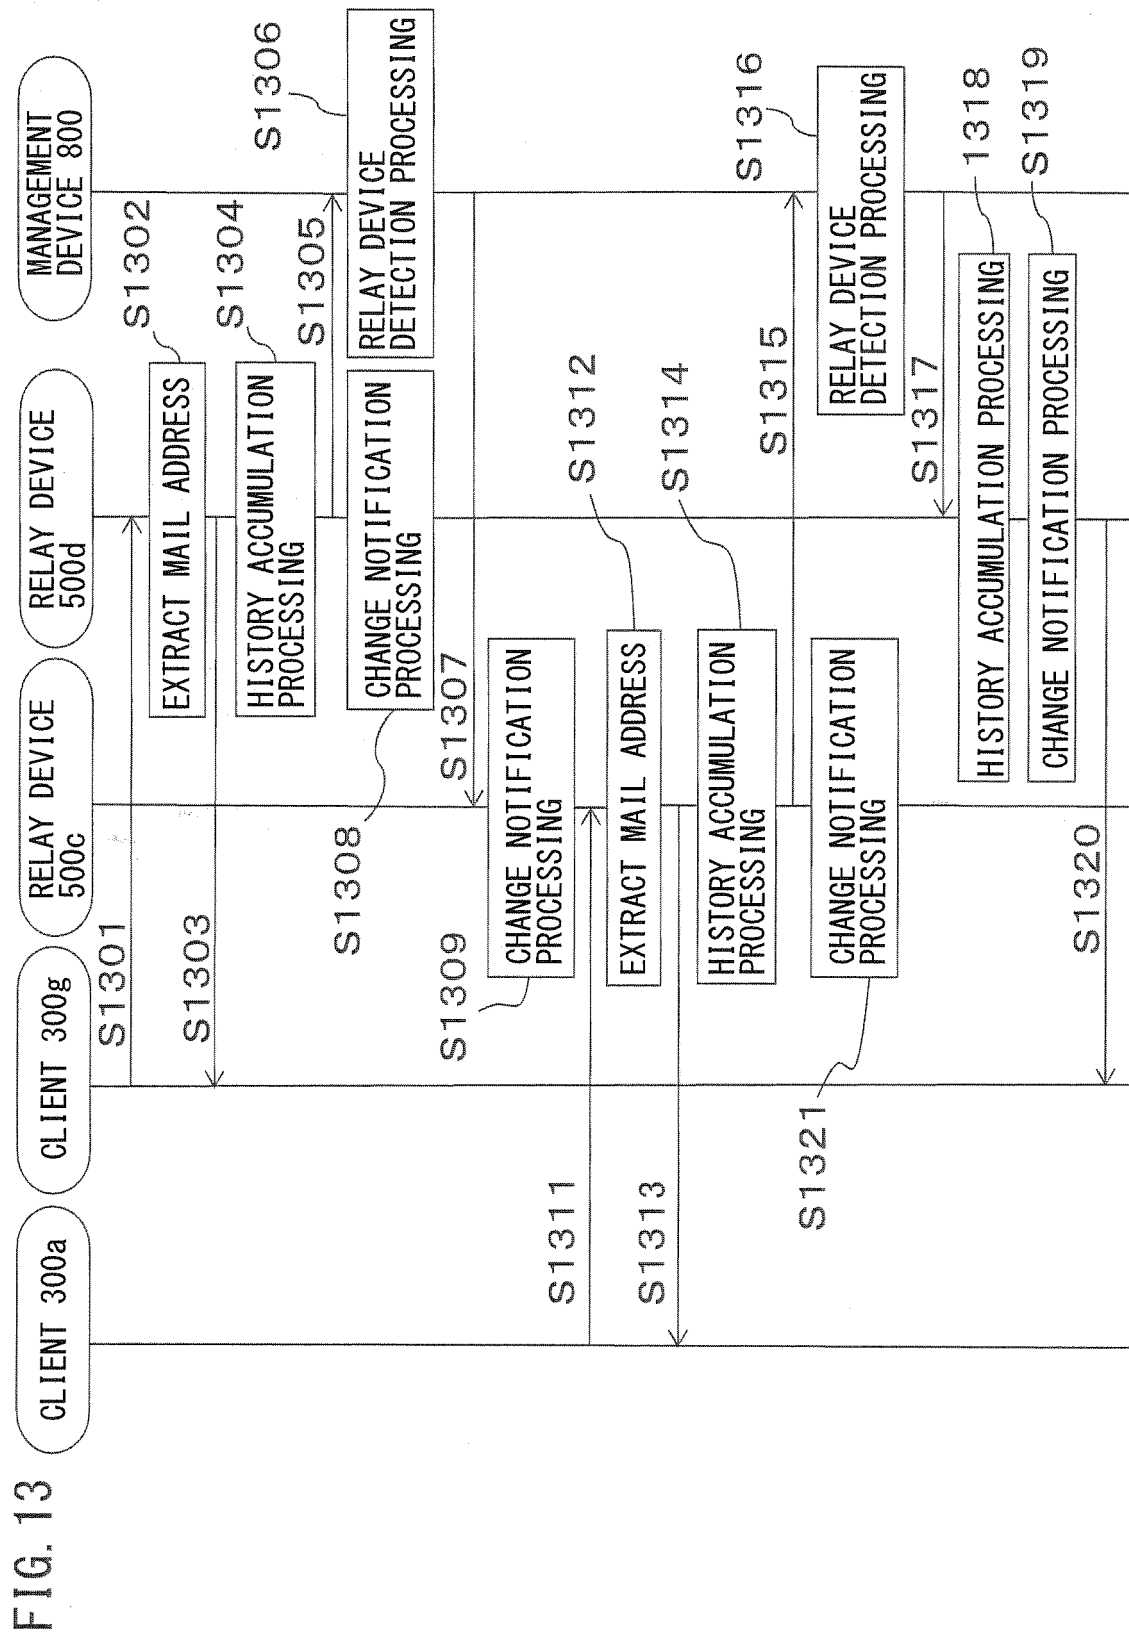 FIG. 13
CLIENT 300a
CLIENT 300g
RELAY DEVICE
500c
RELAY DEVICE
500d
MANAGEMENT
DEVICE 800
S1301
EXTRACT MAIL ADDRESS
S1302
S1303
HISTORY ACCUMULATION
PROCESSING
S1304
S1305
S1308
CHANGE NOTIFICATION
PROCESSING
RELAY DEVICE
DETECTION PROCESSING
S1306
S1307
S1309
CHANGE NOTIFICATION
PROCESSING
S1311
EXTRACT MAIL ADDRESS
S1312
S1313
HISTORY ACCUMULATION
PROCESSING
S1314
S1315
S1321
CHANGE NOTIFICATION
PROCESSING
RELAY DEVICE
DETECTION PROCESSING
S1316
S1317
HISTORY ACCUMULATION PROCESSING
1318
CHANGE NOTIFICATION PROCESSING
S1319
S1320